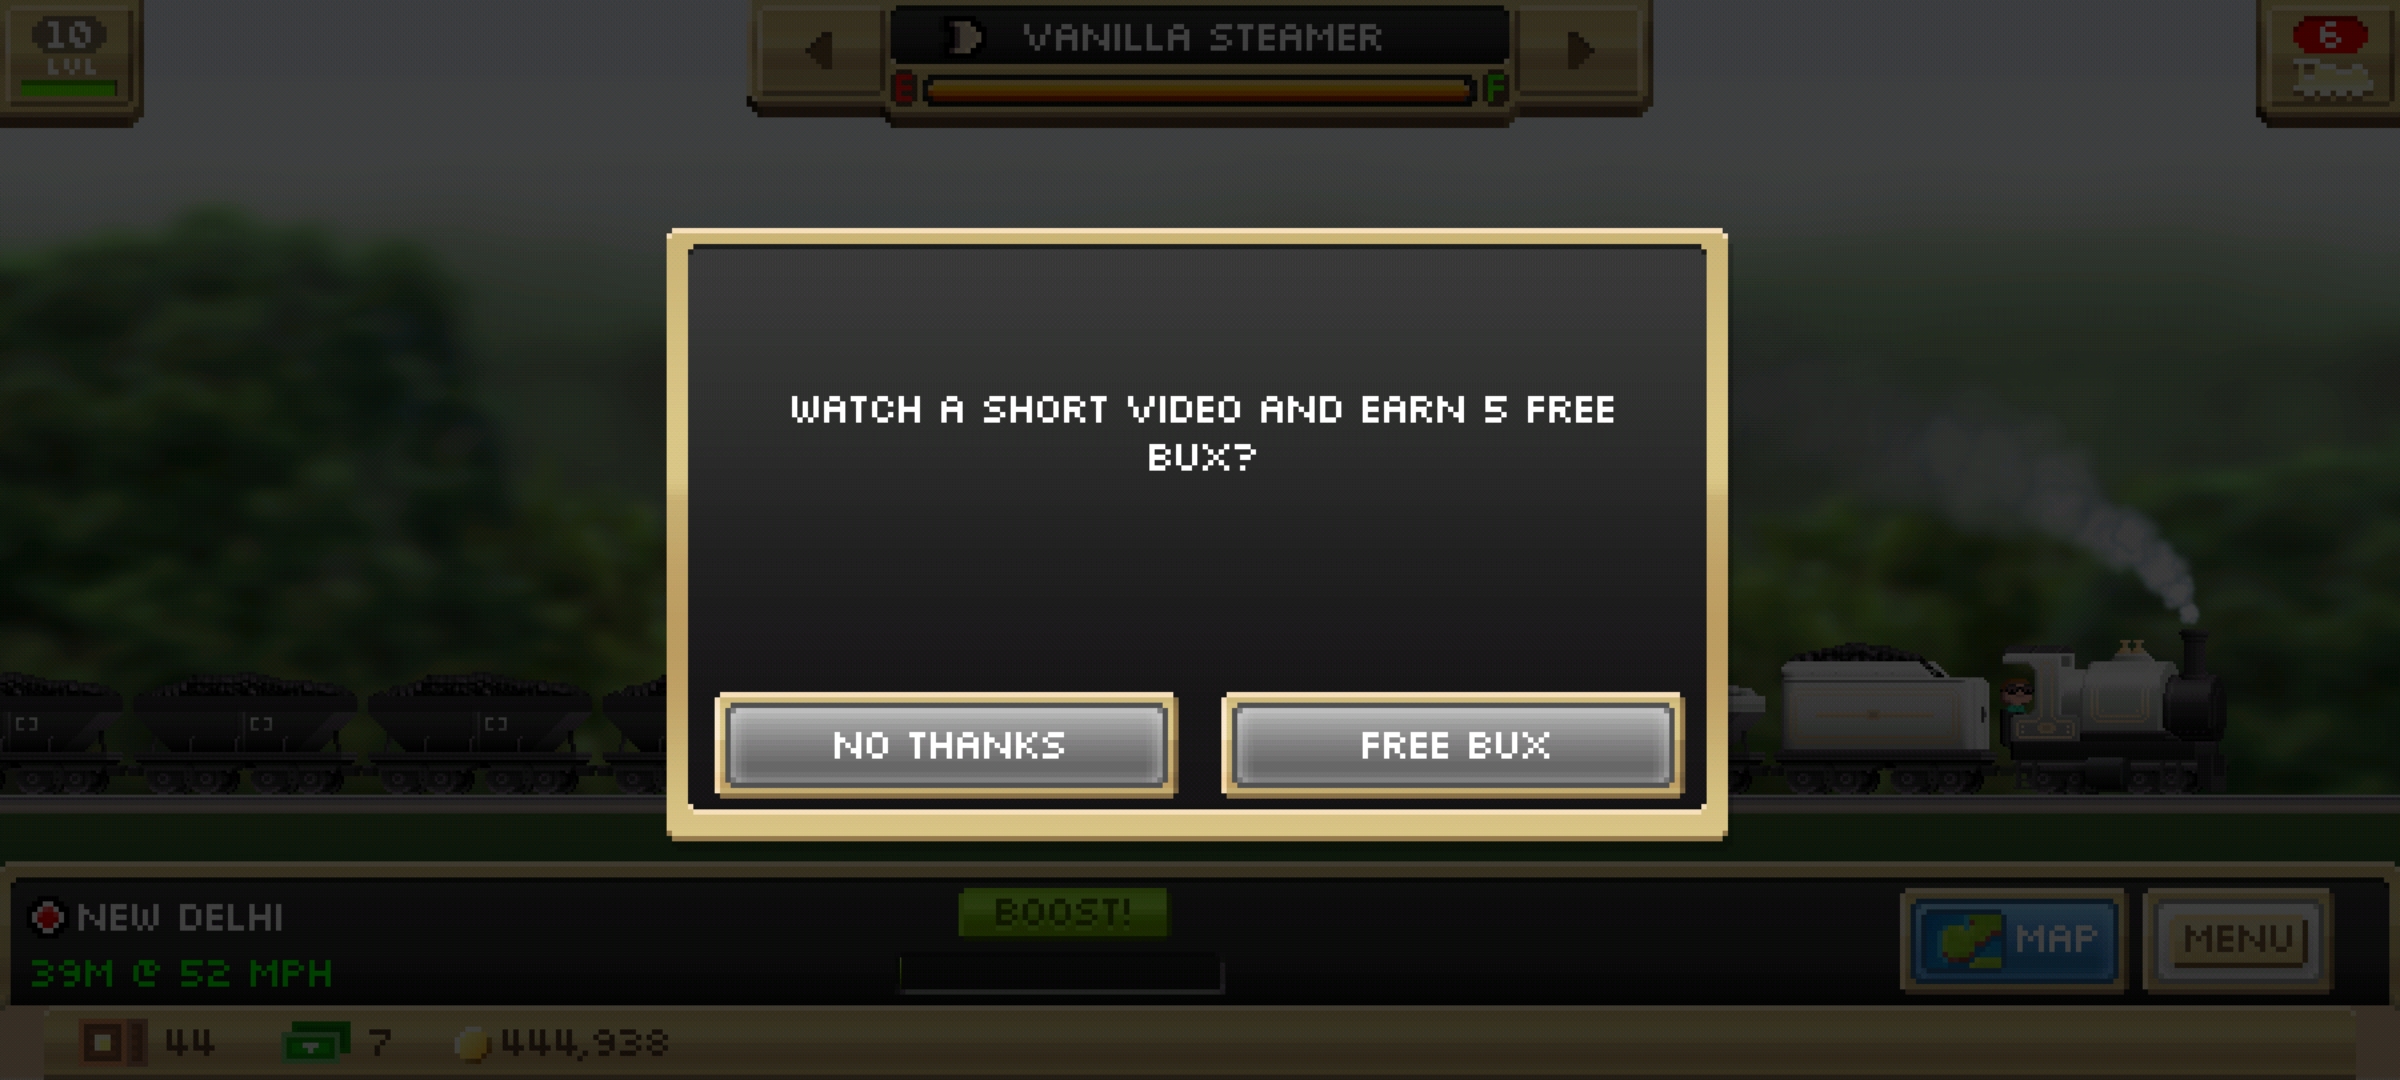 10
LVL
VANILLA STEAMER
E F
6
WATCH A SHORT VIDEO AND EARN 5 FREE
BUX?
NO THANKS
FREE BUX
NEW DELHI
39M @ 52 MPH
BOOST!
MAP
MENU
44
7
444,938